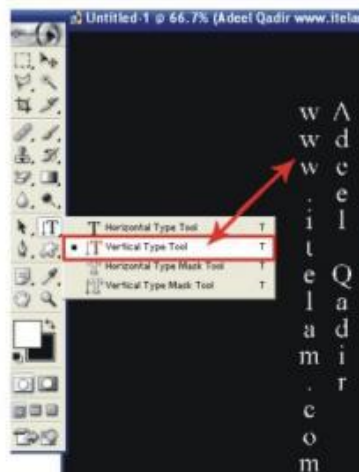 Untitled-1 @ 66.7% (Adeel Qadir www.itela
T Horizontal Type Tool T
T Vertical Type Tool T
T Horizontal Type Mask Tool T
T Vertical Type Mask Tool T
Adeel Qadir
www.itelam.com